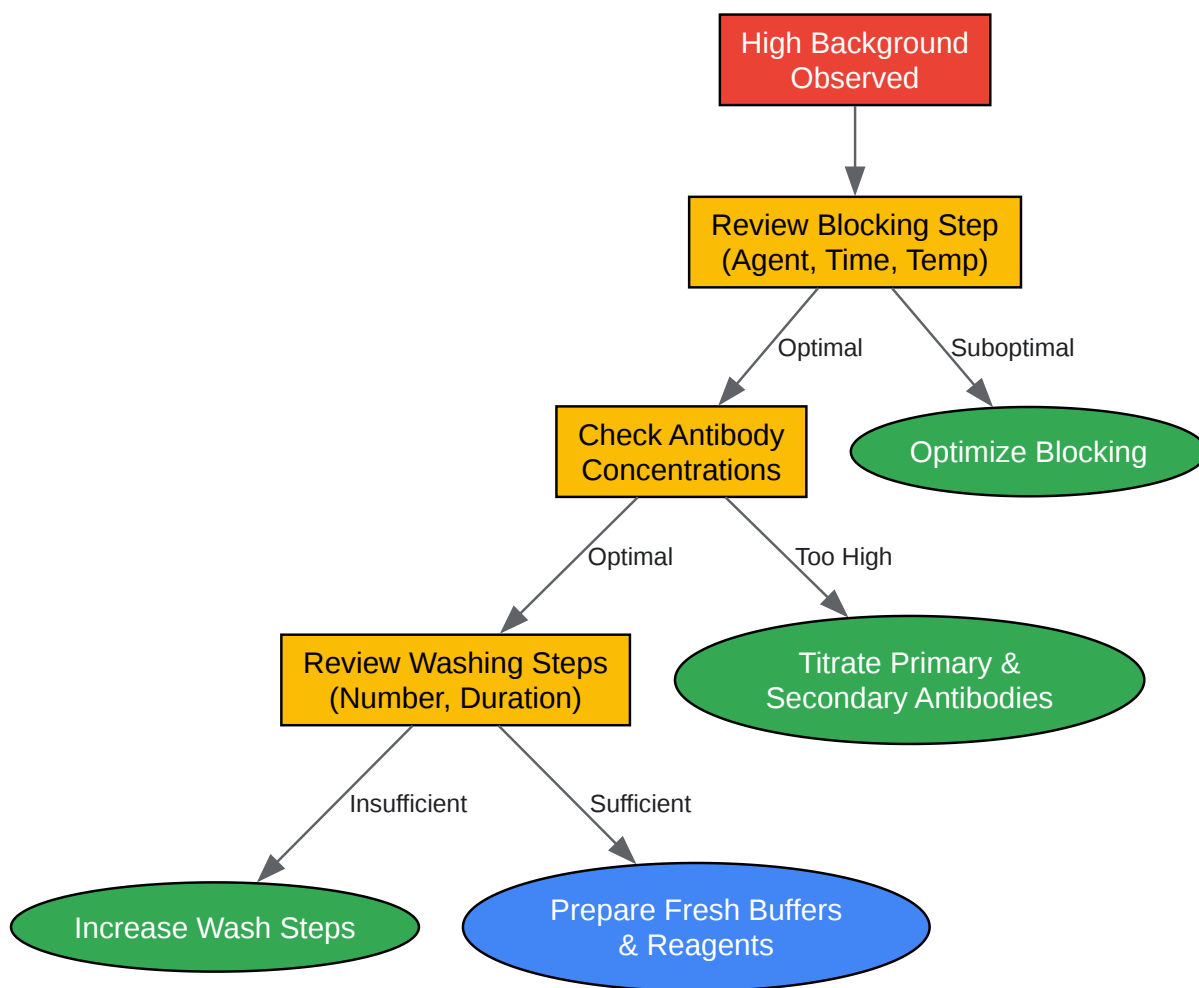 High Background
Observed
Review Blocking Step
(Agent, Time, Temp)
Optimal
Suboptimal
Check Antibody
Concentrations
Optimize Blocking
Optimal
Too High
Review Washing Steps
(Number, Duration)
Titrate Primary &
Secondary Antibodies
Insufficient
Sufficient
Increase Wash Steps
Prepare Fresh Buffers
& Reagents